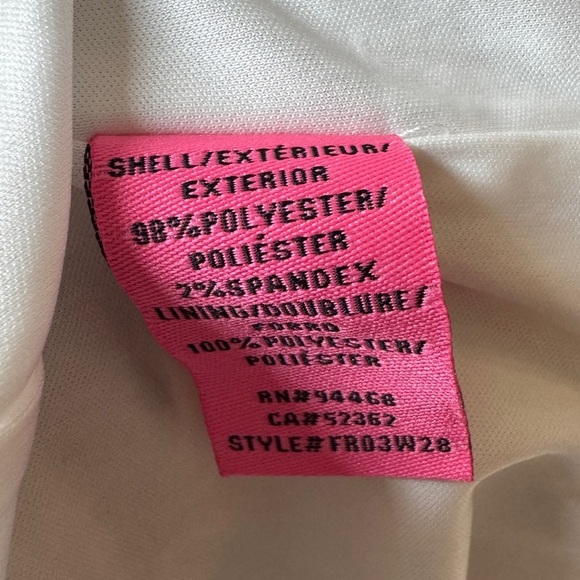 SHELL/EXTÉRIEUR/
EXTERIOR
98%POLYESTER/
POLIÉSTER
2%SPANDEX
LINING/DOUBLURE/
FORRO
100%POLYESTER/
POLIÉSTER
RN#94468
CA#52362
STYLE#FR03W28